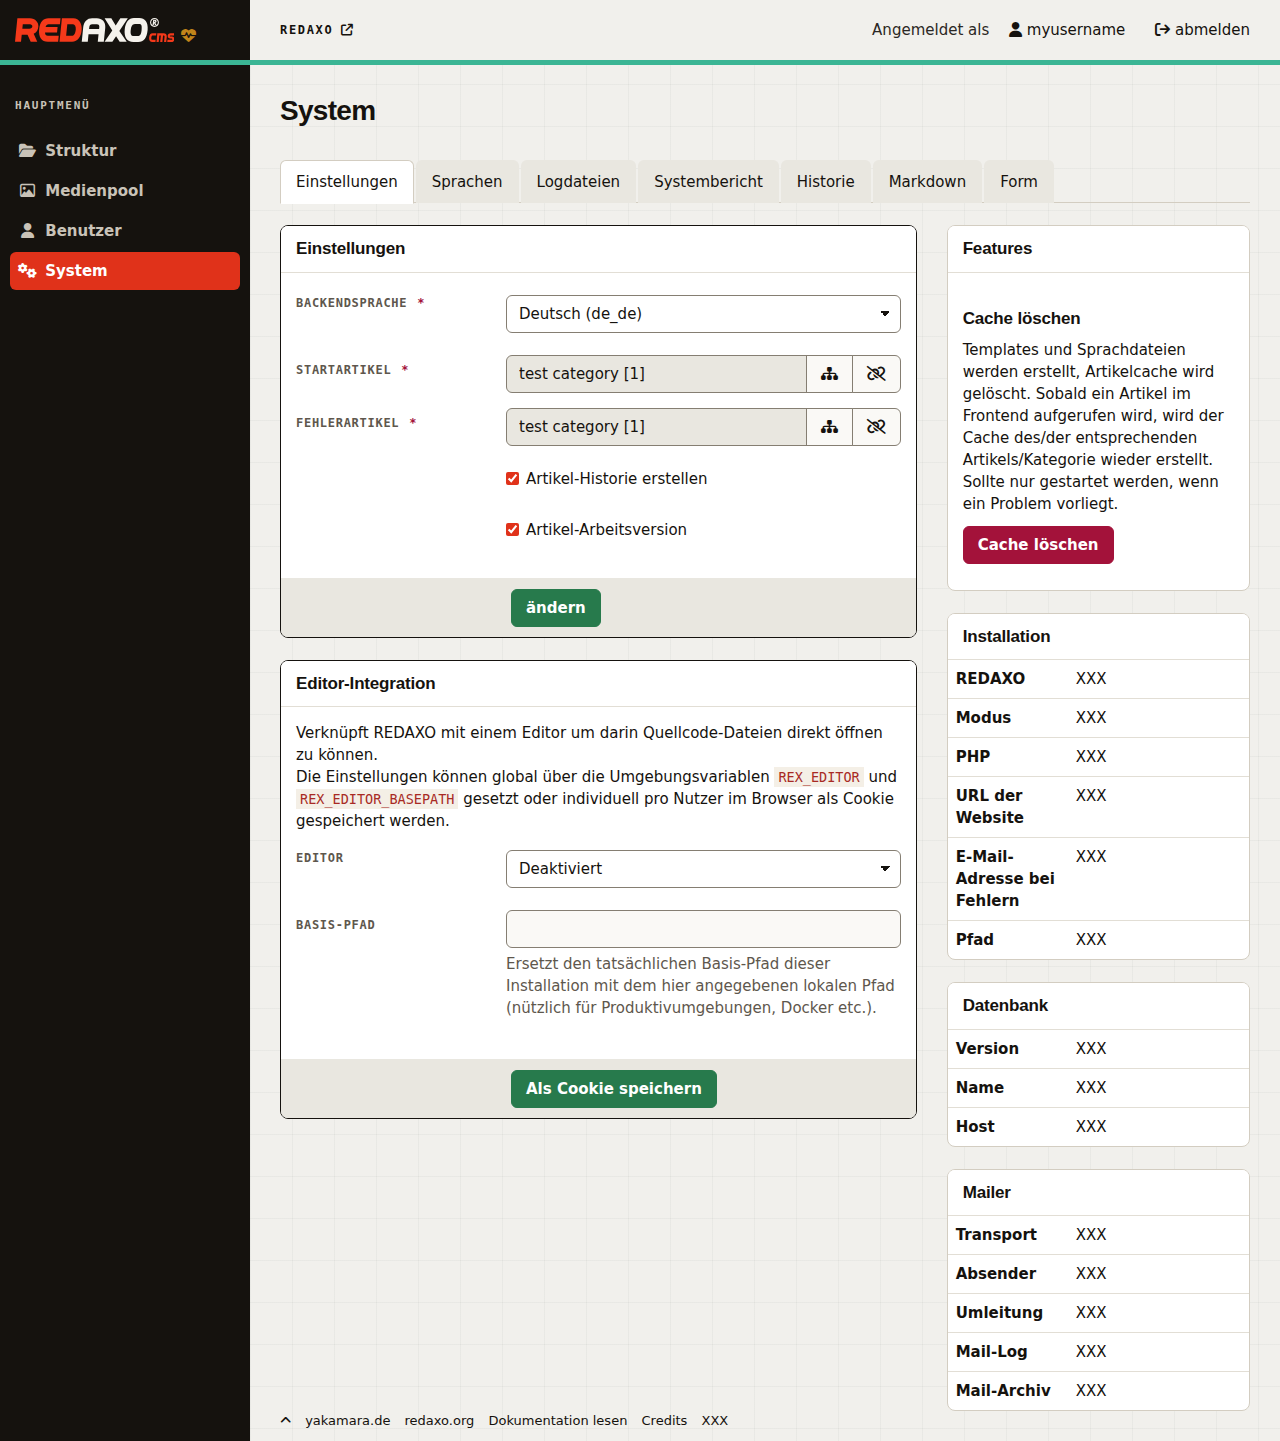 REDAXO® cms
REDAXO
Angemeldet als myusername abmelden
HAUPTMENÜ
Struktur
Medienpool
Benutzer
System
System
Einstellungen Sprachen Logdateien Systembericht Historie Markdown Form
Einstellungen
BACKENDSPRACHE *
Deutsch (de_de)
STARTARTIKEL *
test category [1]
FEHLERARTIKEL *
test category [1]
Artikel-Historie erstellen
Artikel-Arbeitsversion
ändern
Editor-Integration
Verknüpft REDAXO mit einem Editor um darin Quellcode-Dateien direkt öffnen
zu können.
Die Einstellungen können global über die Umgebungsvariablen REX_EDITOR und
REX_EDITOR_BASEPATH gesetzt oder individuell pro Nutzer im Browser als Cookie
gespeichert werden.
EDITOR
Deaktiviert
BASIS-PFAD
Ersetzt den tatsächlichen Basis-Pfad dieser
Installation mit dem hier angegebenen lokalen Pfad
(nützlich für Produktivumgebungen, Docker etc.).
Als Cookie speichern
Features
Cache löschen
Templates und Sprachdateien
werden erstellt, Artikelcache wird
gelöscht. Sobald ein Artikel im
Frontend aufgerufen wird, wird der
Cache des/der entsprechenden
Artikels/Kategorie wieder erstellt.
Sollte nur gestartet werden, wenn
ein Problem vorliegt.
Cache löschen
Installation
REDAXO XXX
Modus XXX
PHP XXX
URL der XXX
Website
E-Mail- XXX
Adresse bei
Fehlern
Pfad XXX
Datenbank
Version XXX
Name XXX
Host XXX
Mailer
Transport XXX
Absender XXX
Umleitung XXX
Mail-Log XXX
Mail-Archiv XXX
yakamara.de redaxo.org Dokumentation lesen Credits XXX